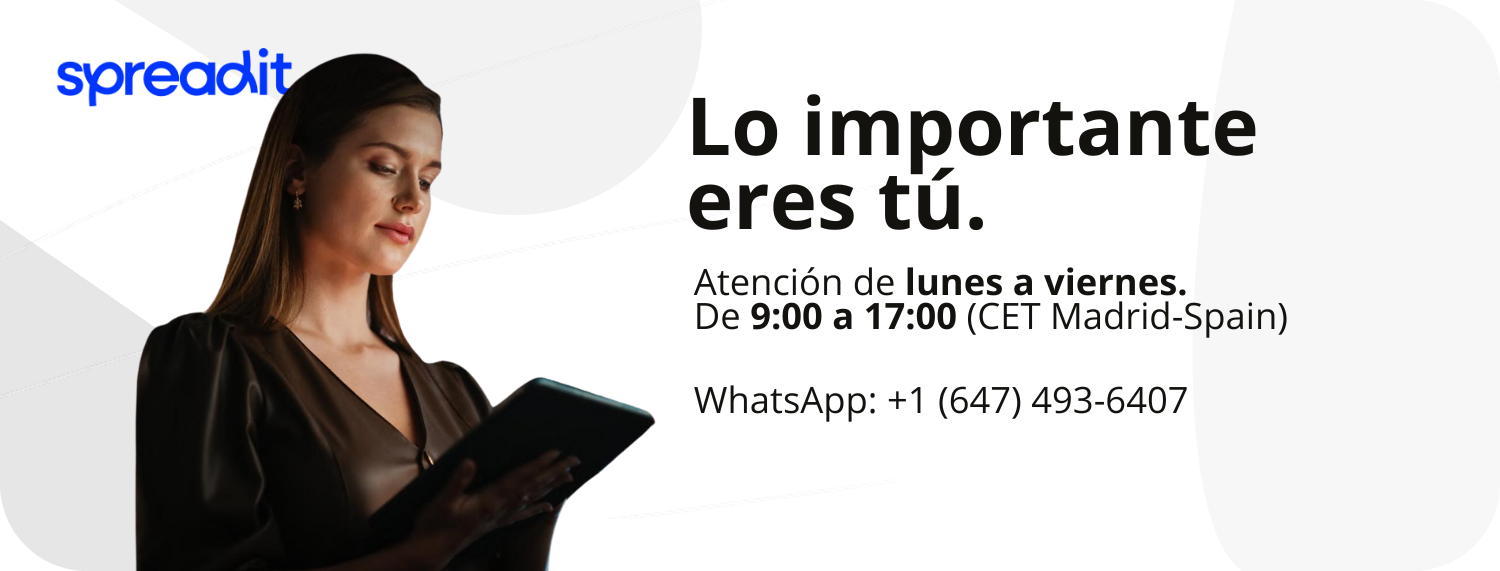 spreadit
Lo importante
eres tú.
Atención de lunes a viernes.
De 9:00 a 17:00 (CET Madrid-Spain)
WhatsApp: +1 (647) 493-6407